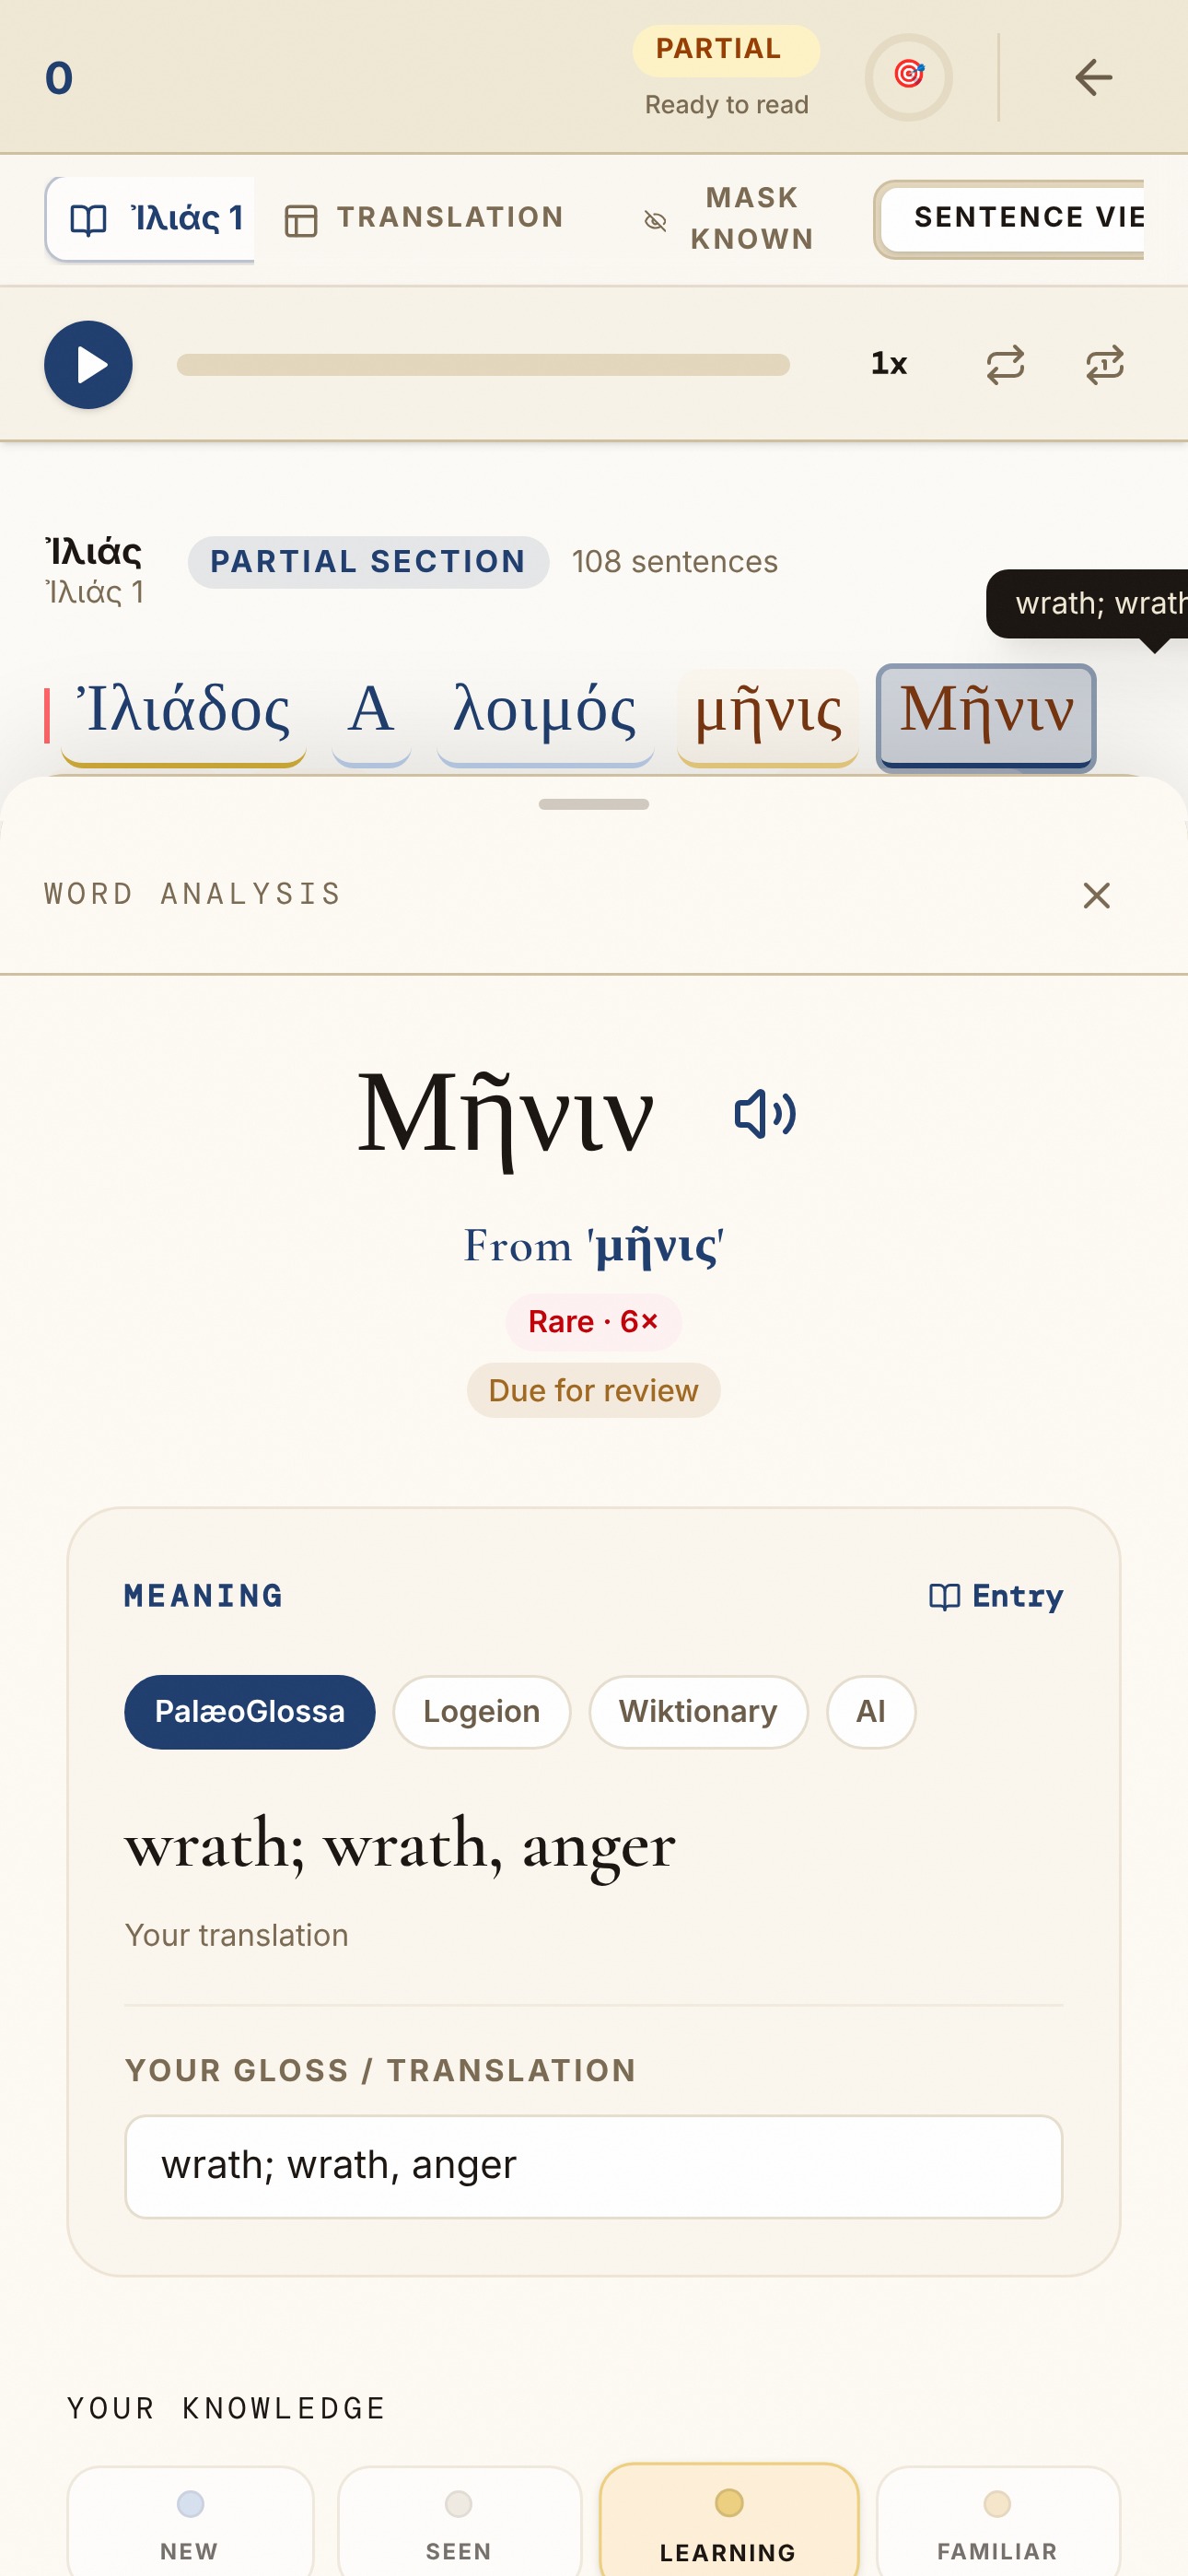 0
PARTIAL
Ready to read
Ἰλιάς 1
TRANSLATION
MASK
KNOWN
SENTENCE VIE
1x
Ἰλιάς
PARTIAL SECTION
108 sentences
Ἰλιάς 1
wrath; wrath
Ἰλιάδος Α λοιμός μῆνις Μῆνιν
WORD ANALYSIS
Μῆνιν
From 'μῆνις'
Rare · 6×
Due for review
MEANING
Entry
PalæoGlossa
Logeion
Wiktionary
AI
wrath; wrath, anger
Your translation
YOUR GLOSS / TRANSLATION
wrath; wrath, anger
YOUR KNOWLEDGE
NEW
SEEN
LEARNING
FAMILIAR